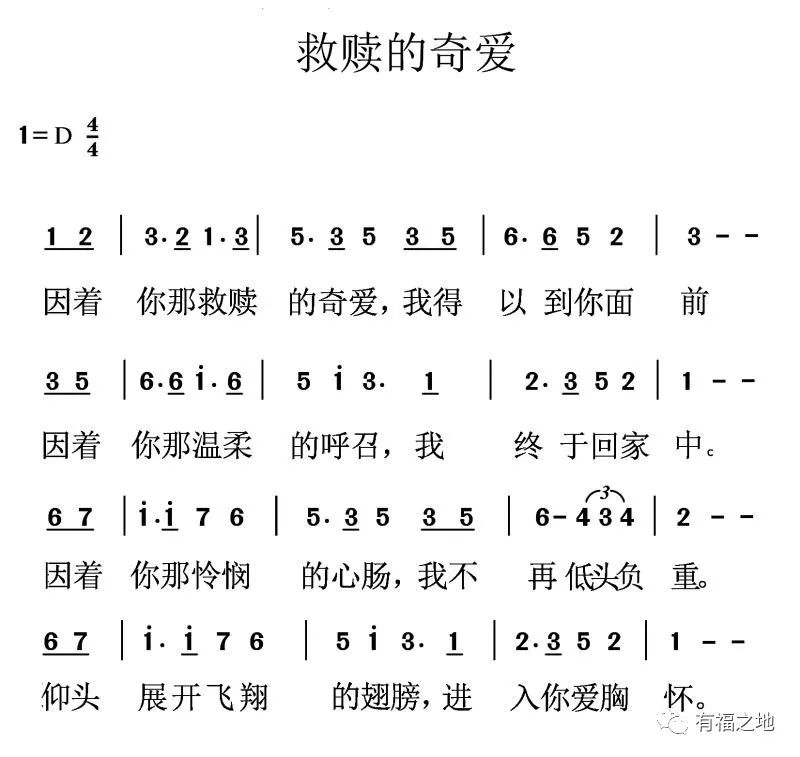 救赎的奇爱
1=D 4/4
1 2 | 3. 2 1. 3 | 5. 3 5 3 5 | 6. 6 5 2 | 3 - -
因着 你那救赎 的奇爱,我得 以 到你面 前
3 5 | 6. 6 i. 6 | 5 i 3. 1 | 2. 3 5 2 | 1 - -
因着 你那温柔 的呼召,我 终 于回家 中。
6 7 | i. i 7 6 | 5. 3 5 3 5 | 6- 4 3 4 | 2 - -
3
因着 你那怜悯 的心肠,我不 再 低头负 重。
6 7 | i. i 7 6 | 5 i 3. 1 | 2. 3 5 2 | 1 - -
仰头 展开飞翔 的翅膀,进 入你爱胸 怀。
有福之地